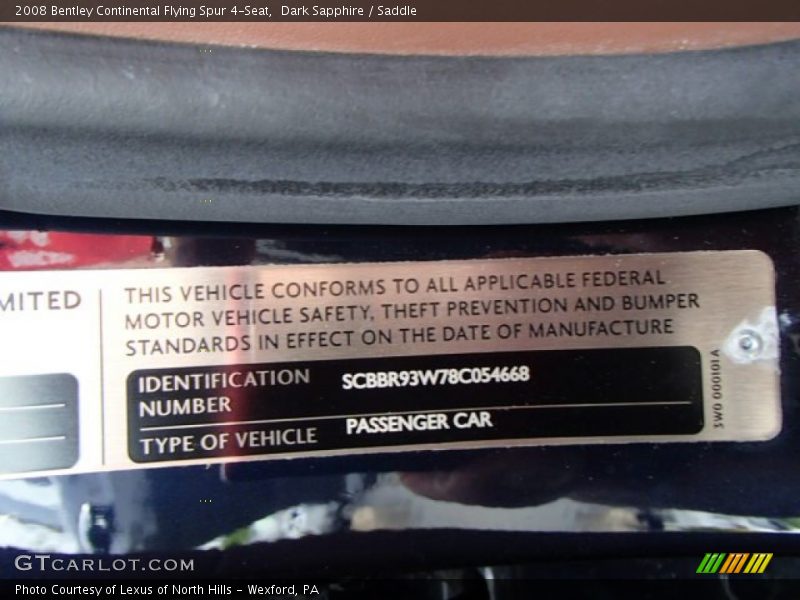 2008 Bentley Continental Flying Spur 4-Seat, Dark Sapphire / Saddle
MITED
THIS VEHICLE CONFORMS TO ALL APPLICABLE FEDERAL
MOTOR VEHICLE SAFETY, THEFT PREVENTION AND BUMPER
STANDARDS IN EFFECT ON THE DATE OF MANUFACTURE
IDENTIFICATION NUMBER SCBBR93W78C054668
TYPE OF VEHICLE PASSENGER CAR
3W0 000101A
GTCARLOT.COM
Photo Courtesy of Lexus of North Hills - Wexford, PA